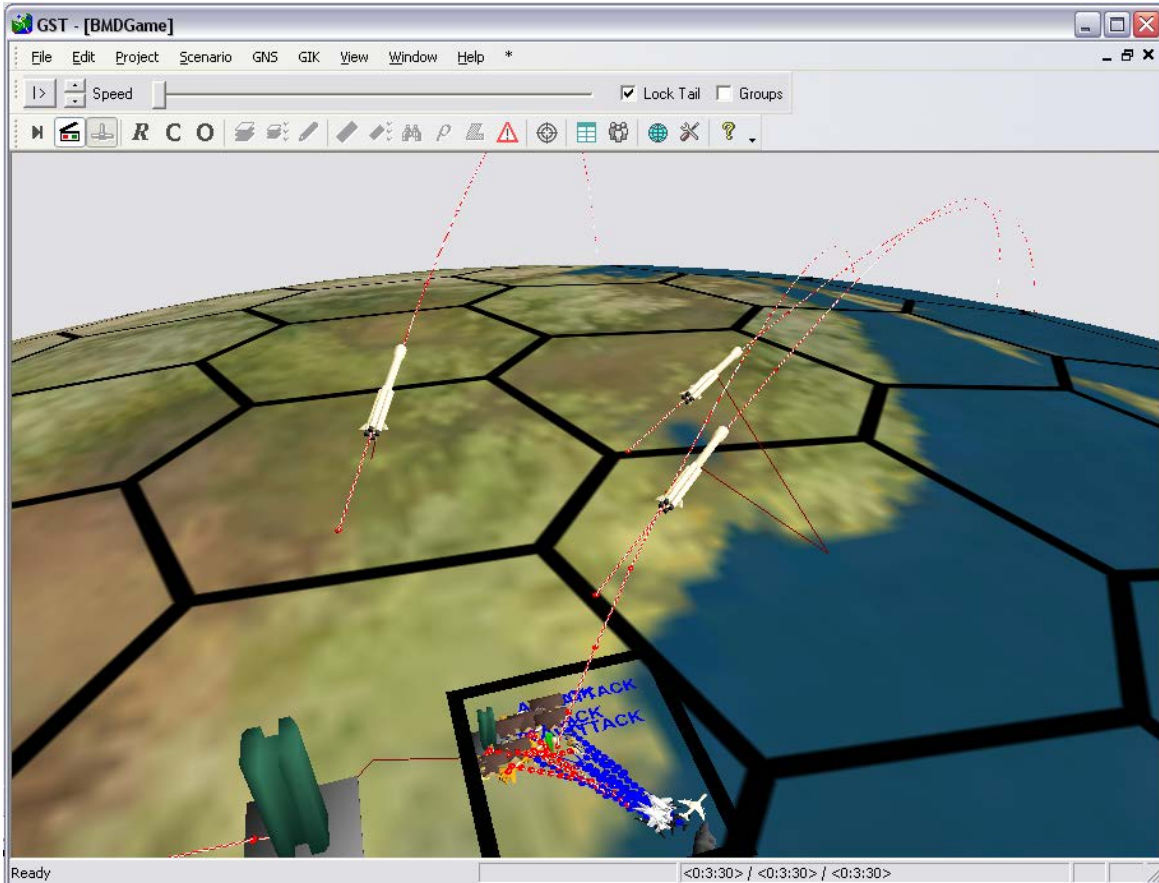 GST - [BMDGame]
File Edit Project Scenario GNS GIK View Window Help *
|> Speed Lock Tail Groups
R C O ρ ?
ATTACK
ATTACK
Ready <0:3:30> / <0:3:30> / <0:3:30>